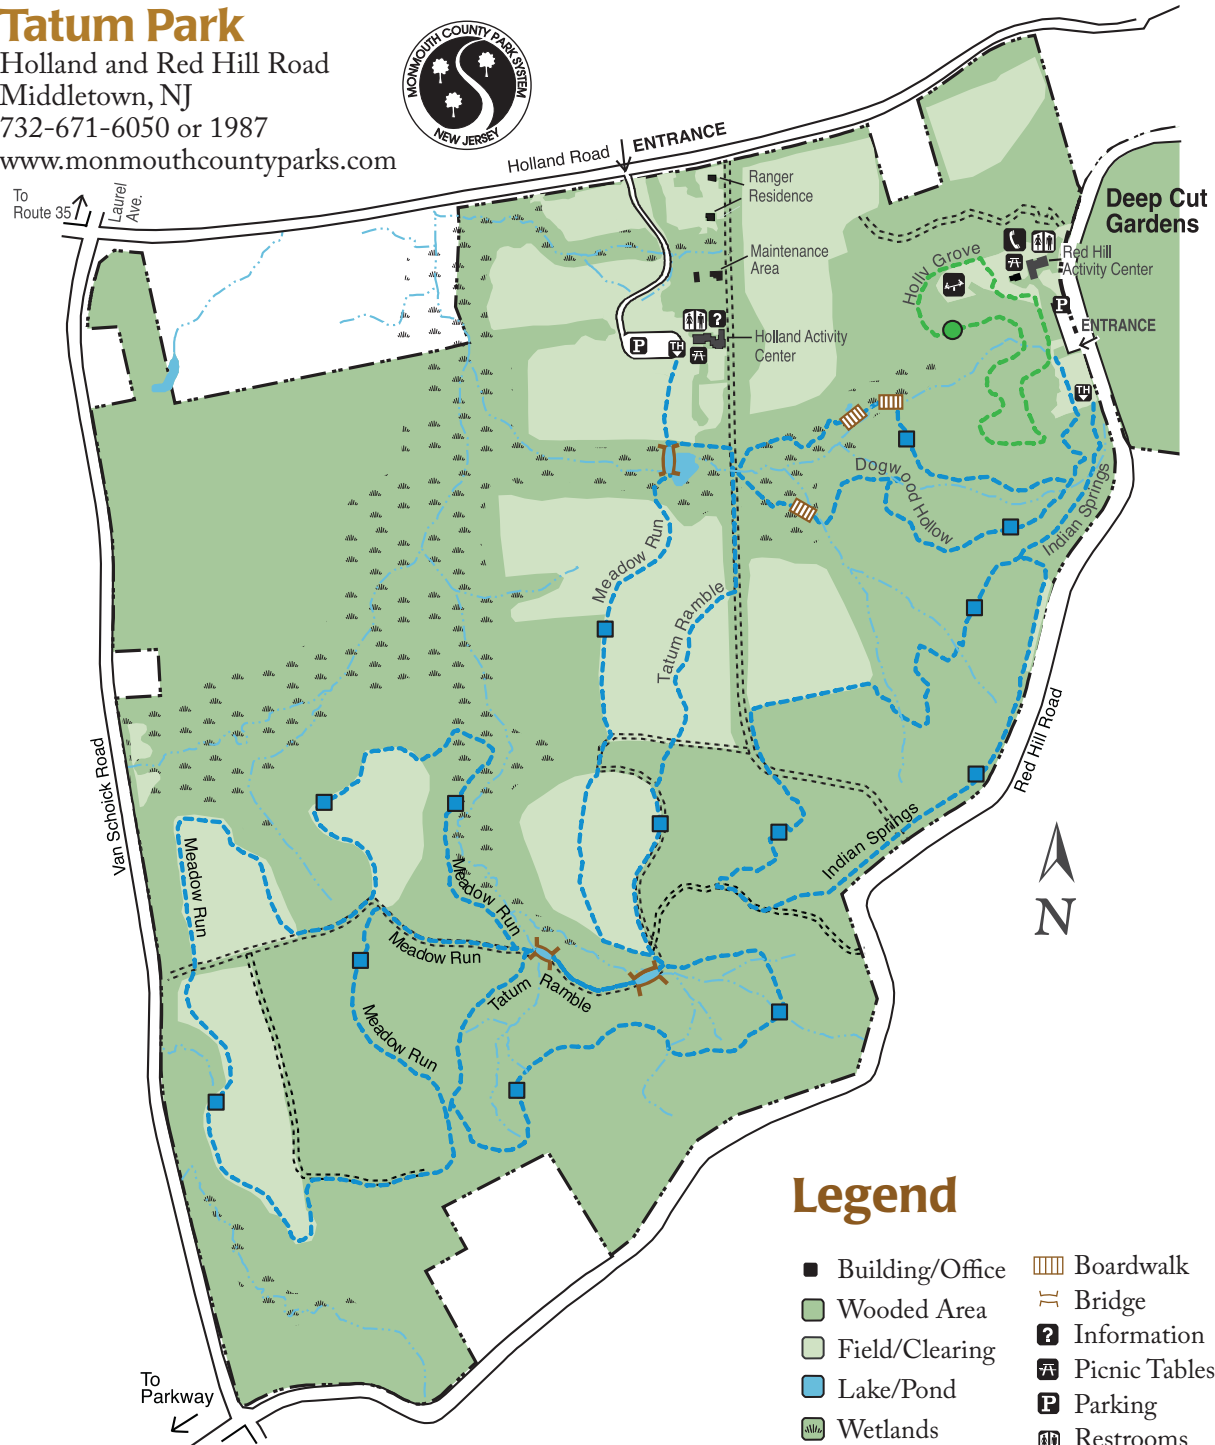 Tatum Park
Holland and Red Hill Road
Middletown, NJ
732-671-6050 or 1987
www.monmouthcountyparks.com
MONMOUTH COUNTY PARK SYSTEM
NEW JERSEY
To
Route 35
Laurel
Ave.
Holland Road
ENTRANCE
Ranger
Residence
Maintenance
Area
Holland Activity
Center
Deep Cut
Gardens
Holly Grove
Red Hill
Activity Center
P
ENTRANCE
?
P
TH
TH
Dogwood Hollow
Indian Springs
Meadow Run
Tatum Ramble
Red Hill Road
Van Schoick Road
Indian Springs
Meadow Run
Meadow Run
Meadow Run
Tatum Ramble
Meadow Run
N
To
Parkway
Legend
Building/Office
Wooded Area
Field/Clearing
Lake/Pond
Wetlands
Boardwalk
Bridge
? Information
Picnic Tables
P Parking
Restrooms